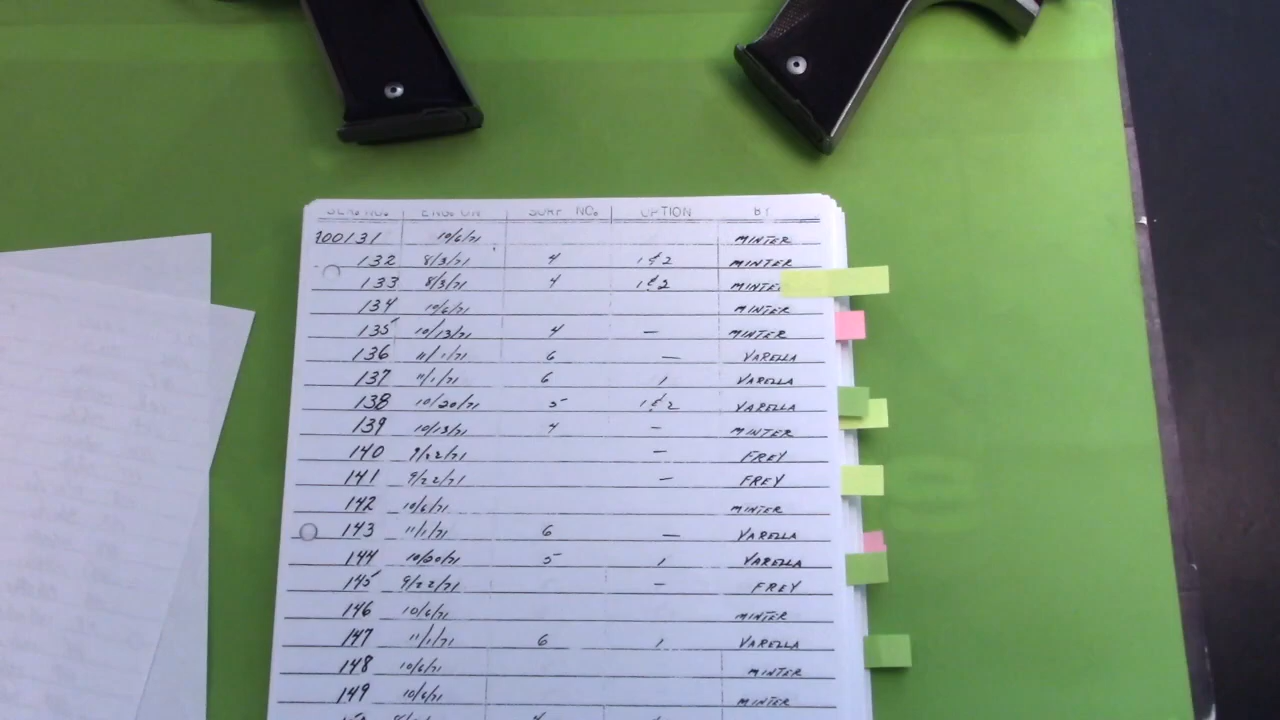 SER. NO. ENG. ON SURF NO. OPTION BY
700131 10/6/71 MINTER
132 8/3/71 4 1 & 2 MINTER
133 8/3/71 4 1 & 2 MINTER
134 10/6/71 MINTER
135 10/13/71 4 — MINTER
136 11/1/71 6 — VARELLA
137 11/1/71 6 1 VARELLA
138 10/20/71 5 1 & 2 VARELLA
139 10/13/71 4 — MINTER
140 9/22/71 — FREY
141 9/22/71 — FREY
142 10/6/71 MINTER
143 11/1/71 6 — VARELLA
144 10/20/71 5 1 VARELLA
145 9/22/71 — FREY
146 10/6/71 MINTER
147 11/1/71 6 1 VARELLA
148 10/6/71 MINTER
149 10/6/71 MINTER